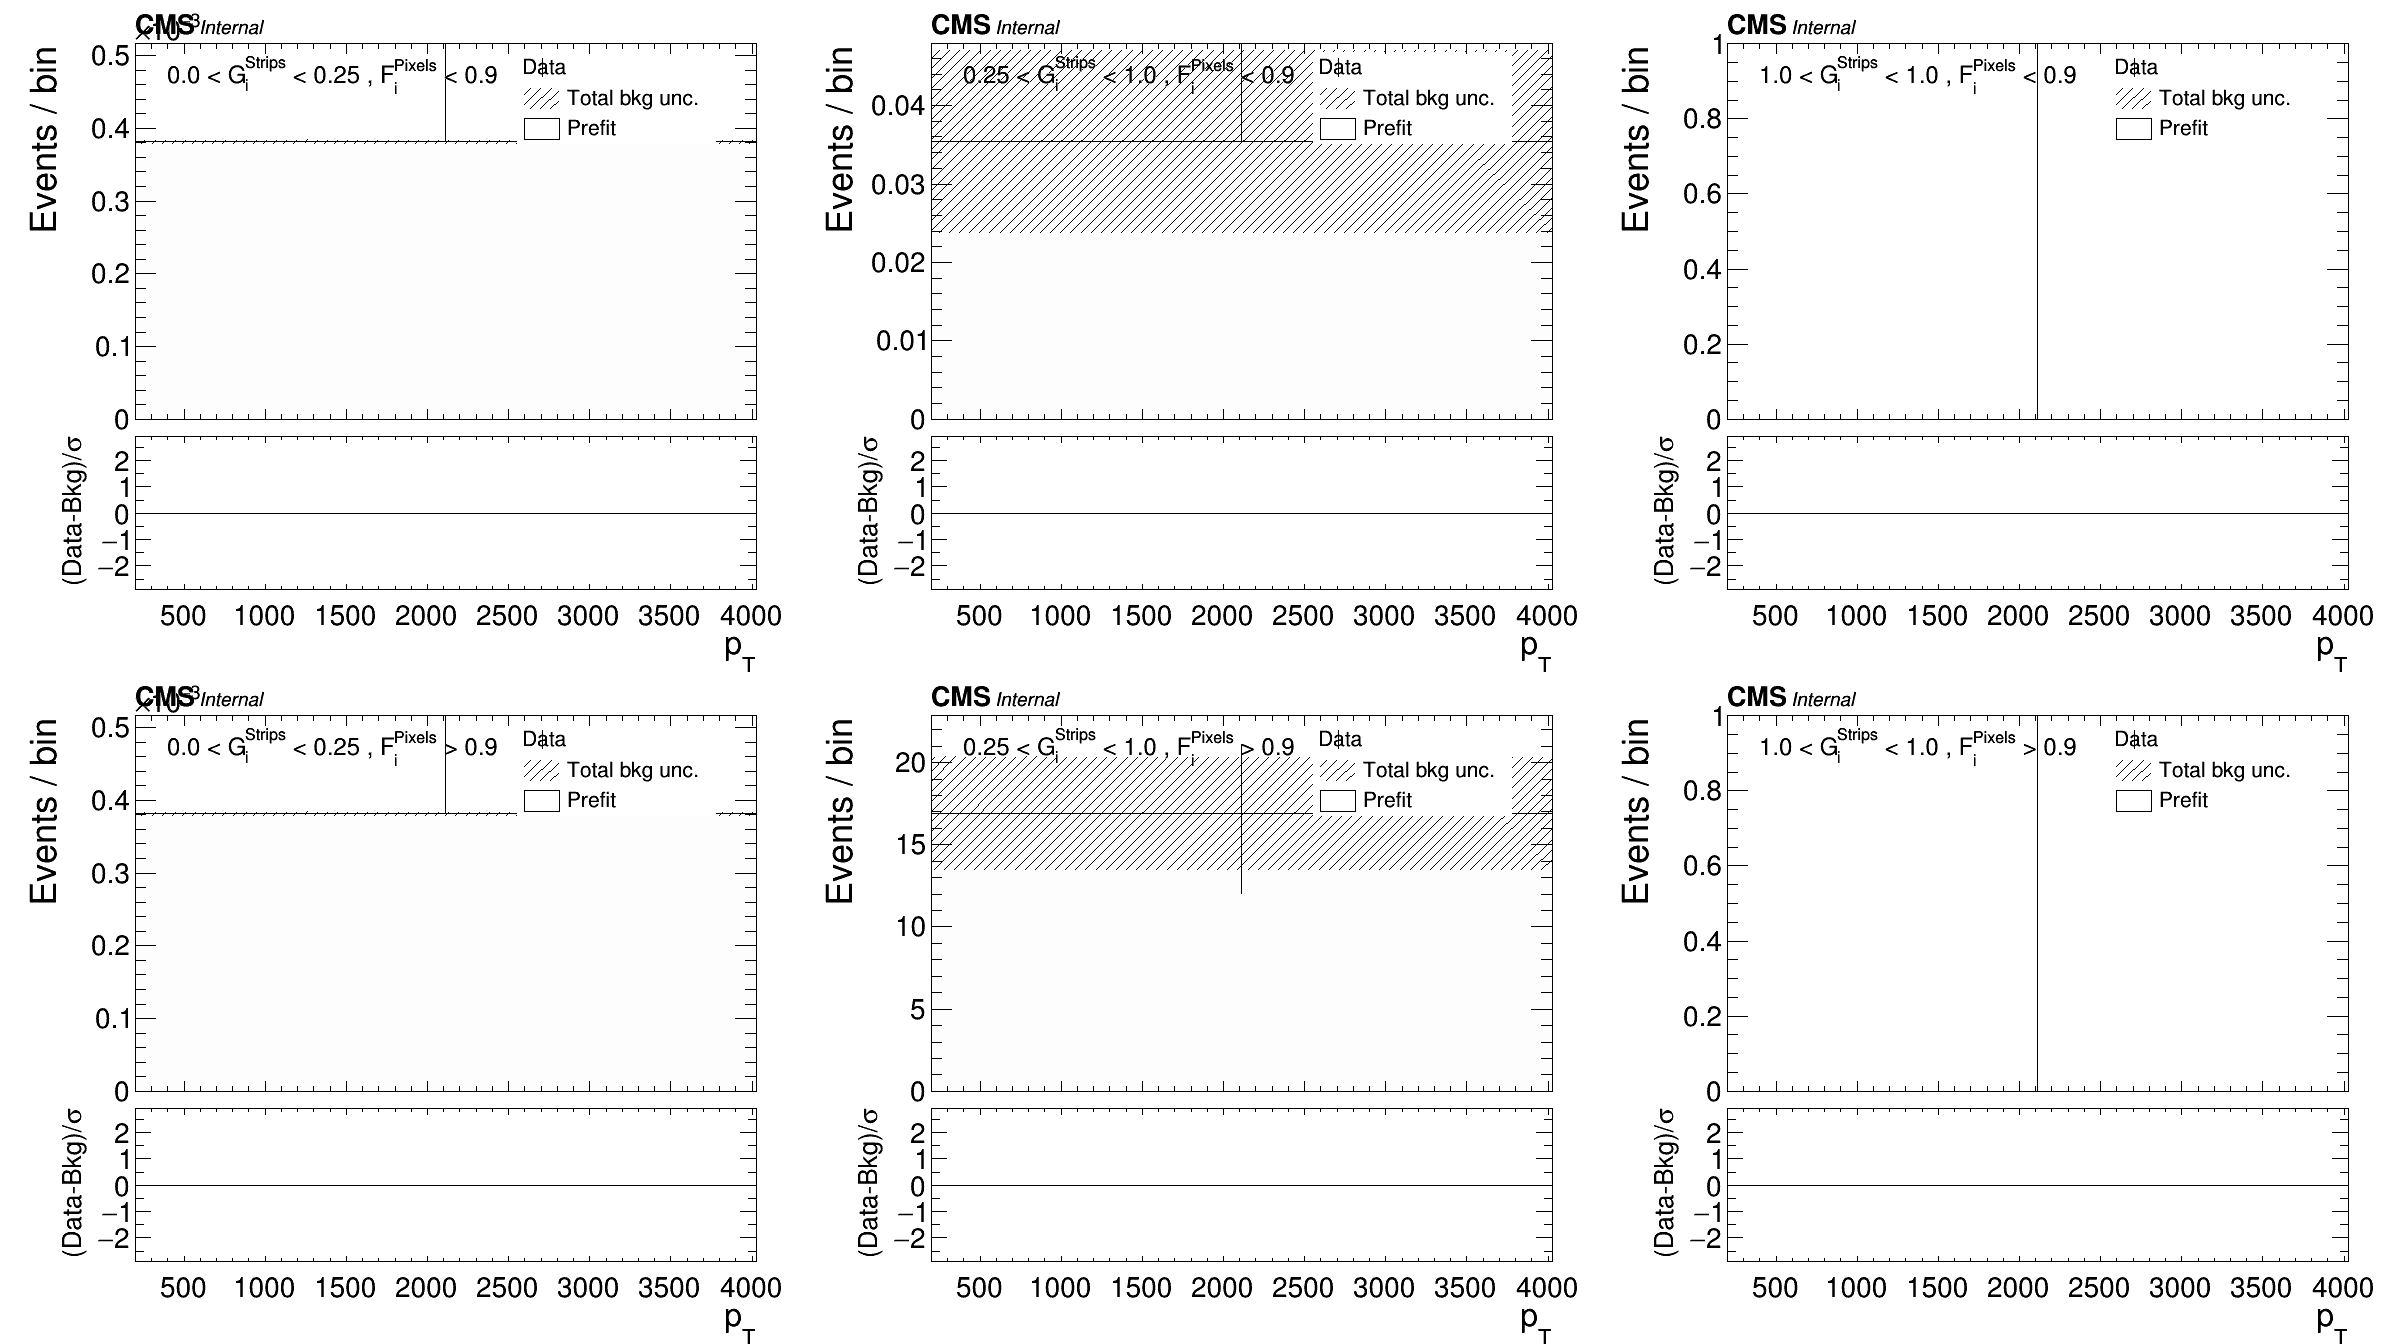 CMS Internal
×10⁻³
Events / bin
0.0 < G_i^Strips < 0.25 , F_i^Pixels < 0.9
Data
Total bkg unc.
Prefit
0.5
0.4
0.3
0.2
0.1
0
(Data-Bkg)/σ
2
1
0
−1
−2
500 1000 1500 2000 2500 3000 3500 4000
p_T
CMS Internal
Events / bin
0.25 < G_i^Strips < 1.0 , F_i^Pixels < 0.9
Data
Total bkg unc.
Prefit
0.04
0.03
0.02
0.01
0
(Data-Bkg)/σ
2
1
0
−1
−2
500 1000 1500 2000 2500 3000 3500 4000
p_T
CMS Internal
Events / bin
1.0 < G_i^Strips < 1.0 , F_i^Pixels < 0.9
Data
Total bkg unc.
Prefit
1
0.8
0.6
0.4
0.2
0
(Data-Bkg)/σ
2
1
0
−1
−2
500 1000 1500 2000 2500 3000 3500 4000
p_T
CMS Internal
×10⁻³
Events / bin
0.0 < G_i^Strips < 0.25 , F_i^Pixels > 0.9
Data
Total bkg unc.
Prefit
0.5
0.4
0.3
0.2
0.1
0
(Data-Bkg)/σ
2
1
0
−1
−2
500 1000 1500 2000 2500 3000 3500 4000
p_T
CMS Internal
Events / bin
0.25 < G_i^Strips < 1.0 , F_i^Pixels > 0.9
Data
Total bkg unc.
Prefit
20
15
10
5
0
(Data-Bkg)/σ
2
1
0
−1
−2
500 1000 1500 2000 2500 3000 3500 4000
p_T
CMS Internal
Events / bin
1.0 < G_i^Strips < 1.0 , F_i^Pixels > 0.9
Data
Total bkg unc.
Prefit
1
0.8
0.6
0.4
0.2
0
(Data-Bkg)/σ
2
1
0
−1
−2
500 1000 1500 2000 2500 3000 3500 4000
p_T